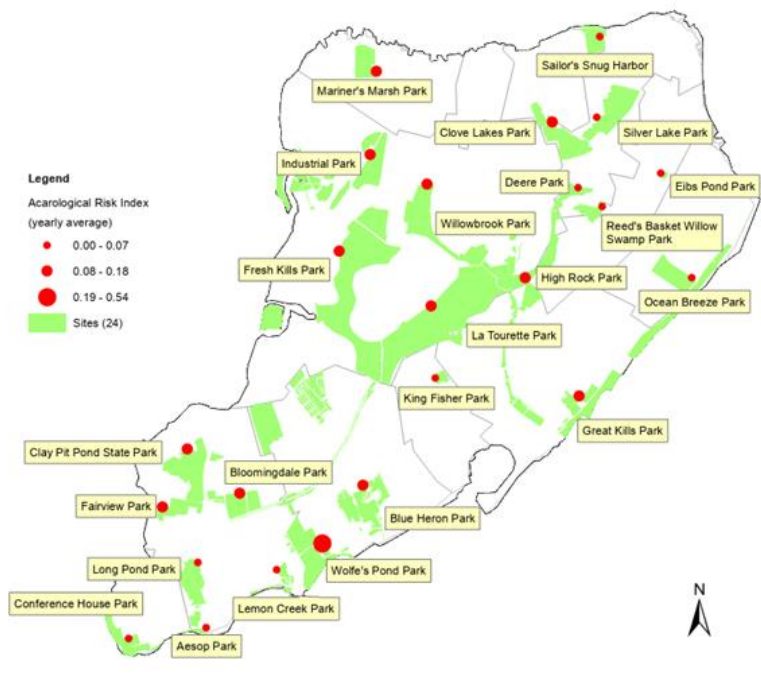 Sailor's Snug Harbor
Mariner's Marsh Park
Clove Lakes Park
Silver Lake Park
Industrial Park
Legend
Acarological Risk Index
(yearly average)
0.00 - 0.07
0.08 - 0.18
0.19 - 0.54
Sites (24)
Deere Park
Eibs Pond Park
Willowbrook Park
Reed's Basket Willow
Swamp Park
Fresh Kills Park
High Rock Park
Ocean Breeze Park
La Tourette Park
King Fisher Park
Great Kills Park
Clay Pit Pond State Park
Bloomingdale Park
Fairview Park
Blue Heron Park
Long Pond Park
Wolfe's Pond Park
Conference House Park
Lemon Creek Park
Aesop Park
N